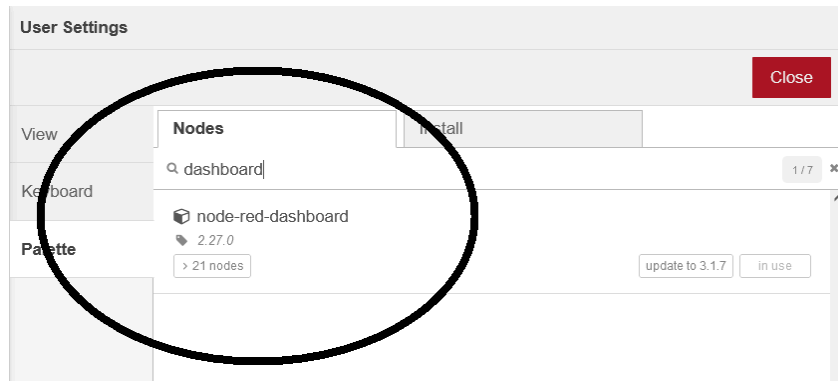 User Settings
Close
View
Nodes
Install
dashboard
1 / 7
Keyboard
node-red-dashboard
2.27.0
Palette
> 21 nodes
update to 3.1.7
in use